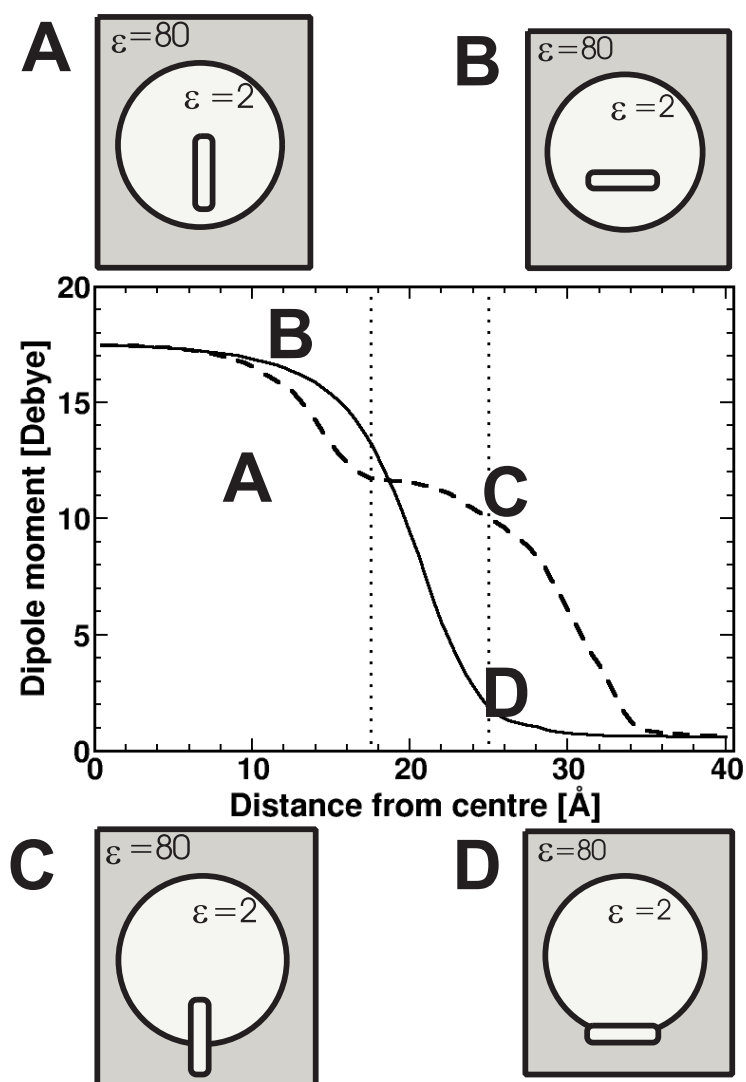 A
ε=80
ε =2
B
ε=80
ε =2
20
15
10
5
0
Dipole moment [Debye]
B
A
C
D
0
10
20
30
40
Distance from centre [Å]
C
ε =80
ε=2
D
ε=80
ε =2